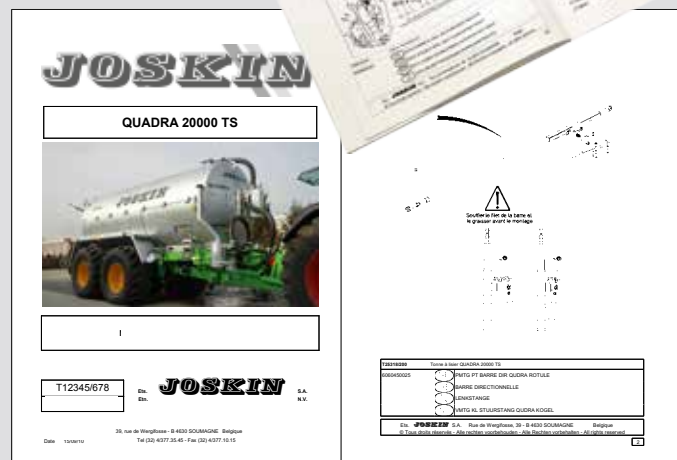 JOSKIN
QUADRA 20000 TS
JOSKIN
T12345/678
Ets. JOSKIN S.A.
Etn. N.V.
39, rue de Wergifosse - B-4630 SOUMAGNE Belgique
Date Tel (32) 4/377.35.45 - Fax (32) 4/377.10.15
JOSKIN
Souffler le filet de la barre et
le graisser avant le montage
Tonne à lisier QUADRA 20000 TS
6060450025 PMTG PT BARRE DIR QUDRA ROTULE
BARRE DIRECTIONNELLE
LENKSTANGE
VMTG KL STUURSTANG QUDRA KOGEL
Ets. JOSKIN S.A. Rue de Wergifosse, 39 - B-4630 SOUMAGNE Belgique
© Tous droits réservés - Alle rechten voorbehouden - Alle Rechten vorbehalten - All rights reserved
2